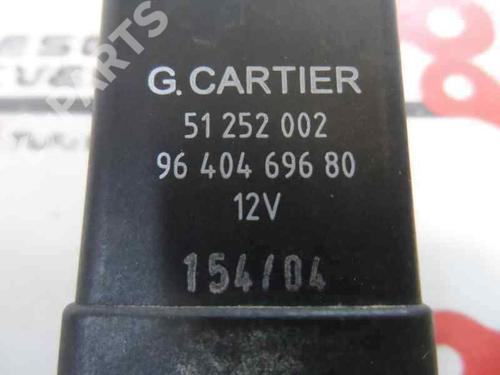 G. CARTIER
51 252 002
96 404 696 80
12V
154/04
PARTS